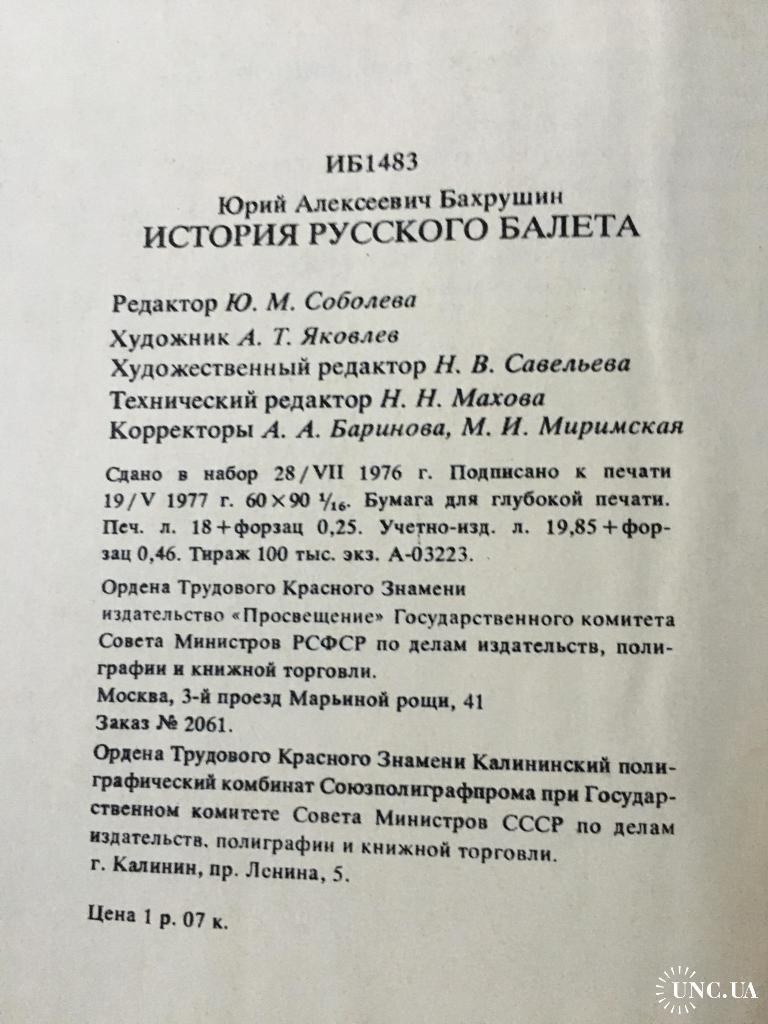 ИБ1483
Юрий Алексеевич Бахрушин
ИСТОРИЯ РУССКОГО БАЛЕТА
Редактор Ю. М. Соболева
Художник А. Т. Яковлев
Художественный редактор Н. В. Савельева
Технический редактор Н. Н. Махова
Корректоры А. А. Баринова, М. И. Миримская
Сдано в набор 28/VII 1976 г. Подписано к печати
19/V 1977 г. 60×90 1/16. Бумага для глубокой печати.
Печ. л. 18+форзац 0,25. Учетно-изд. л. 19,85+фор-
зац 0,46. Тираж 100 тыс. экз. А-03223.
Ордена Трудового Красного Знамени
издательство «Просвещение» Государственного комитета
Совета Министров РСФСР по делам издательств, поли-
графии и книжной торговли.
Москва, 3-й проезд Марьиной рощи, 41
Заказ № 2061.
Ордена Трудового Красного Знамени Калининский поли-
графический комбинат Союзполиграфпрома при Государ-
ственном комитете Совета Министров СССР по делам
издательств, полиграфии и книжной торговли.
г. Калинин, пр. Ленина, 5.
Цена 1 р. 07 к.
UNC.UA